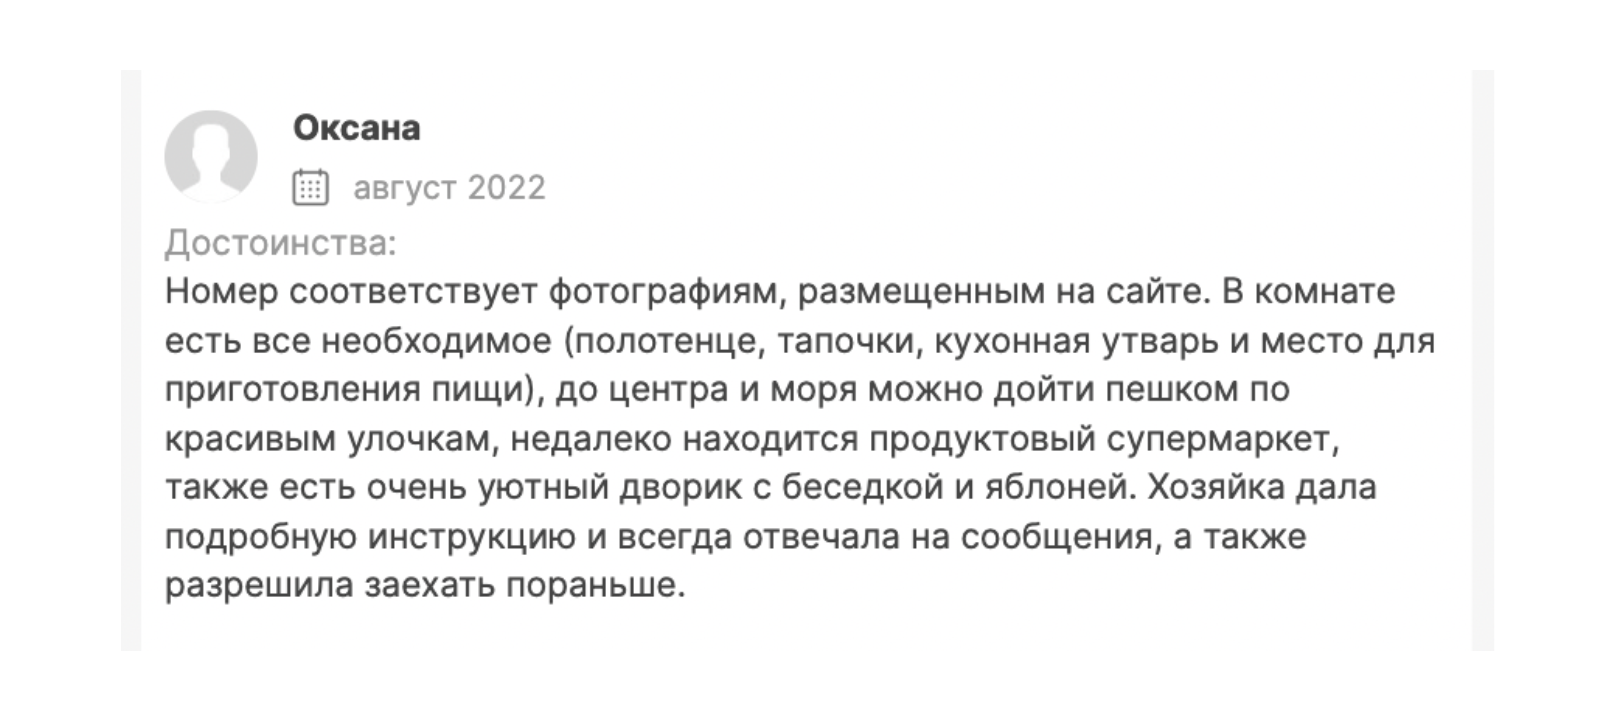 Оксана
август 2022
Достоинства:
Номер соответствует фотографиям, размещенным на сайте. В комнате
есть все необходимое (полотенце, тапочки, кухонная утварь и место для
приготовления пищи), до центра и моря можно дойти пешком по
красивым улочкам, недалеко находится продуктовый супермаркет,
также есть очень уютный дворик с беседкой и яблоней. Хозяйка дала
подробную инструкцию и всегда отвечала на сообщения, а также
разрешила заехать пораньше.